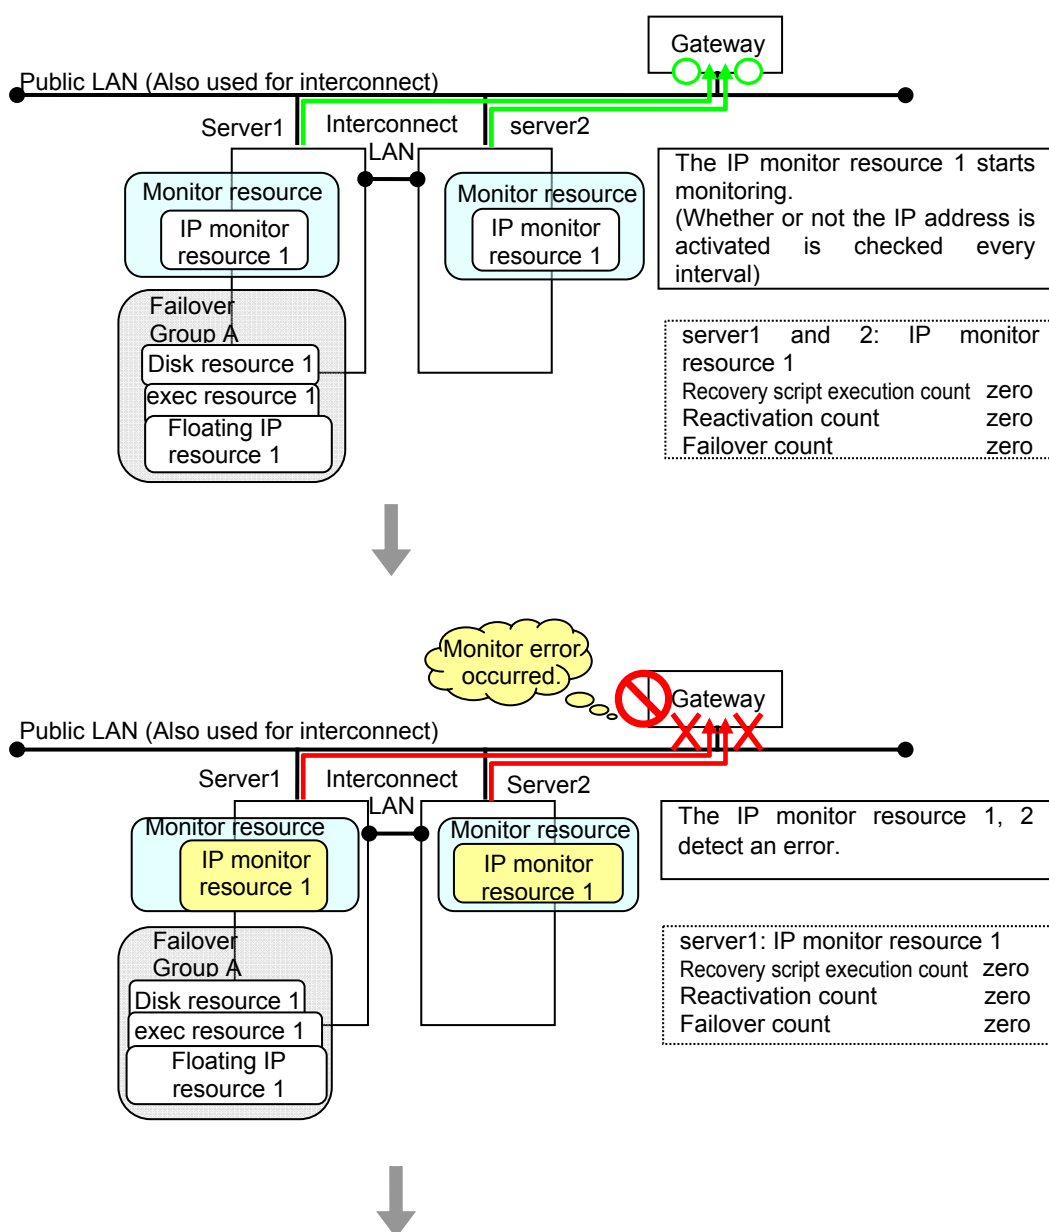 Gateway
Public LAN (Also used for interconnect)
Server1
Interconnect
LAN
server2
Monitor resource
IP monitor
resource 1
Monitor resource
IP monitor
resource 1
The IP monitor resource 1 starts
monitoring.
(Whether or not the IP address is
activated is checked every
interval)
Failover
Group A
Disk resource 1
exec resource 1
Floating IP
resource 1
server1 and 2: IP monitor
resource 1
Recovery script execution count zero
Reactivation count zero
Failover count zero
Monitor error
occurred.
Gateway
Public LAN (Also used for interconnect)
Server1
Interconnect
LAN
Server2
Monitor resource
IP monitor
resource 1
Monitor resource
IP monitor
resource 1
The IP monitor resource 1, 2
detect an error.
Failover
Group A
Disk resource 1
exec resource 1
Floating IP
resource 1
server1: IP monitor resource 1
Recovery script execution count zero
Reactivation count zero
Failover count zero